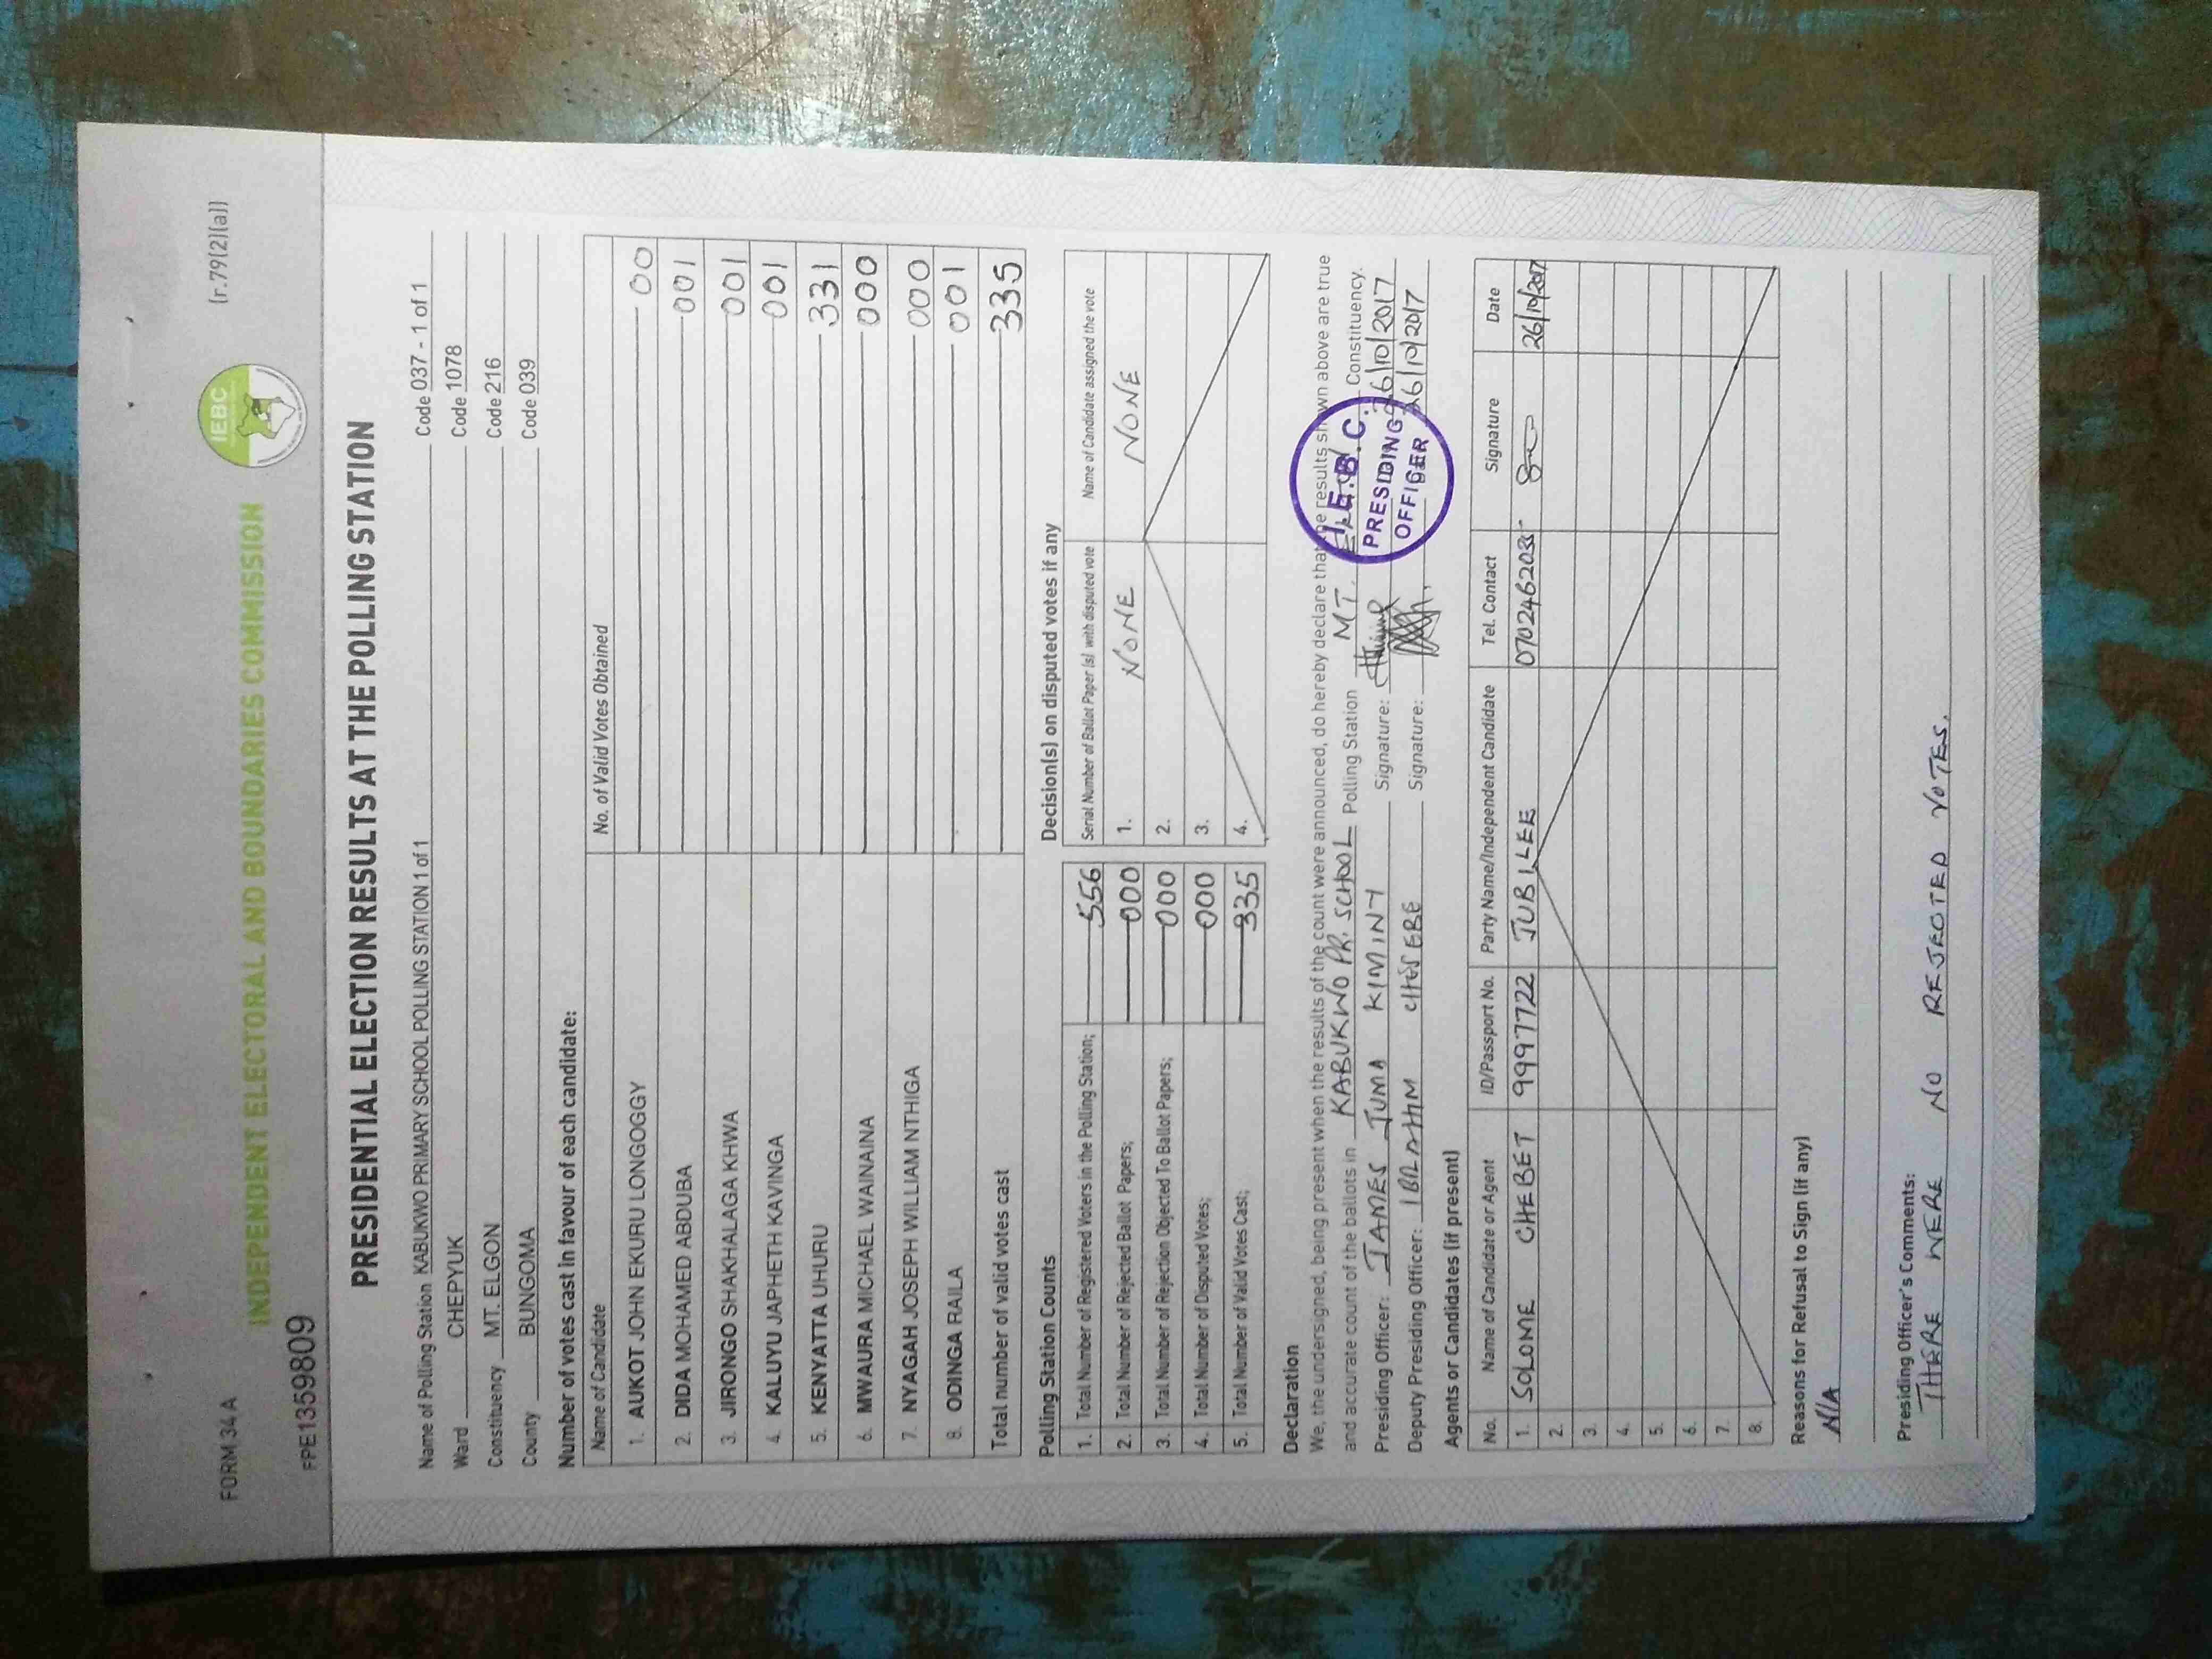 FORM 34A
(r.79(2)(a))
IEBC
INDEPENDENT ELECTORAL AND BOUNDARIES COMMISSION
FPE1359809
PRESIDENTIAL ELECTION RESULTS AT THE POLLING STATION
Name of Polling Station KABUKWO PRIMARY SCHOOL POLLING STATION 1 of 1 Code 037 - 1 of 1
Ward CHEPYUK Code 1078
Constituency MT. ELGON Code 216
County BUNGOMA Code 039
Number of votes cast in favour of each candidate:
Name of Candidate No. of Valid Votes Obtained
1. AUKOT JOHN EKURU LONGOGGY 00
2. DIDA MOHAMED ABDUBA 001
3. JIRONGO SHAKHALAGA KHWA 001
4. KALUYU JAPHETH KAVINGA 001
5. KENYATTA UHURU 331
6. MWAURA MICHAEL WAINAINA 000
7. NYAGAH JOSEPH WILLIAM NTHIGA 000
8. ODINGA RAILA 001
Total number of valid votes cast 335
Polling Station Counts
1. Total Number of Registered Voters in the Polling Station; 556
2. Total Number of Rejected Ballot Papers; 000
3. Total Number of Rejection Objected To Ballot Papers; 000
4. Total Number of Disputed Votes; 000
5. Total Number of Valid Votes Cast; 335
Decision(s) on disputed votes if any
Serial Number of Ballot Paper (s) with disputed vote Name of Candidate assigned the vote
1. NONE NONE
2.
3.
4.
Declaration
We, the undersigned, being present when the results of the count were announced, do hereby declare that the results shown above are true
and accurate count of the ballots in KABUKWO PR. SCHOOL Polling Station MT. Constituency.
Presiding Officer: JAMES JUMA KIMINY Signature: 26/10/2017
Deputy Presiding Officer: IBRAHIM Signature: 26/10/2017
I.E.B.C.
PRESIDING
OFFICER
Agents or Candidates (if present)
No. Name of Candidate or Agent ID/Passport No. Party Name/Independent Candidate Tel. Contact Signature Date
1. SOLOME CHEBET 9997722 JUBILEE 0702462035 26/10/2017
2.
3.
4.
5.
6.
7.
8.
Reasons for Refusal to Sign (if any)
N/A
Presiding Officer's Comments:
THERE WERE NO REJECTED VOTES.